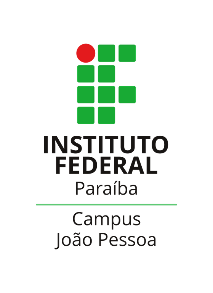 INSTITUTO
FEDERAL
Paraíba
Campus
João Pessoa